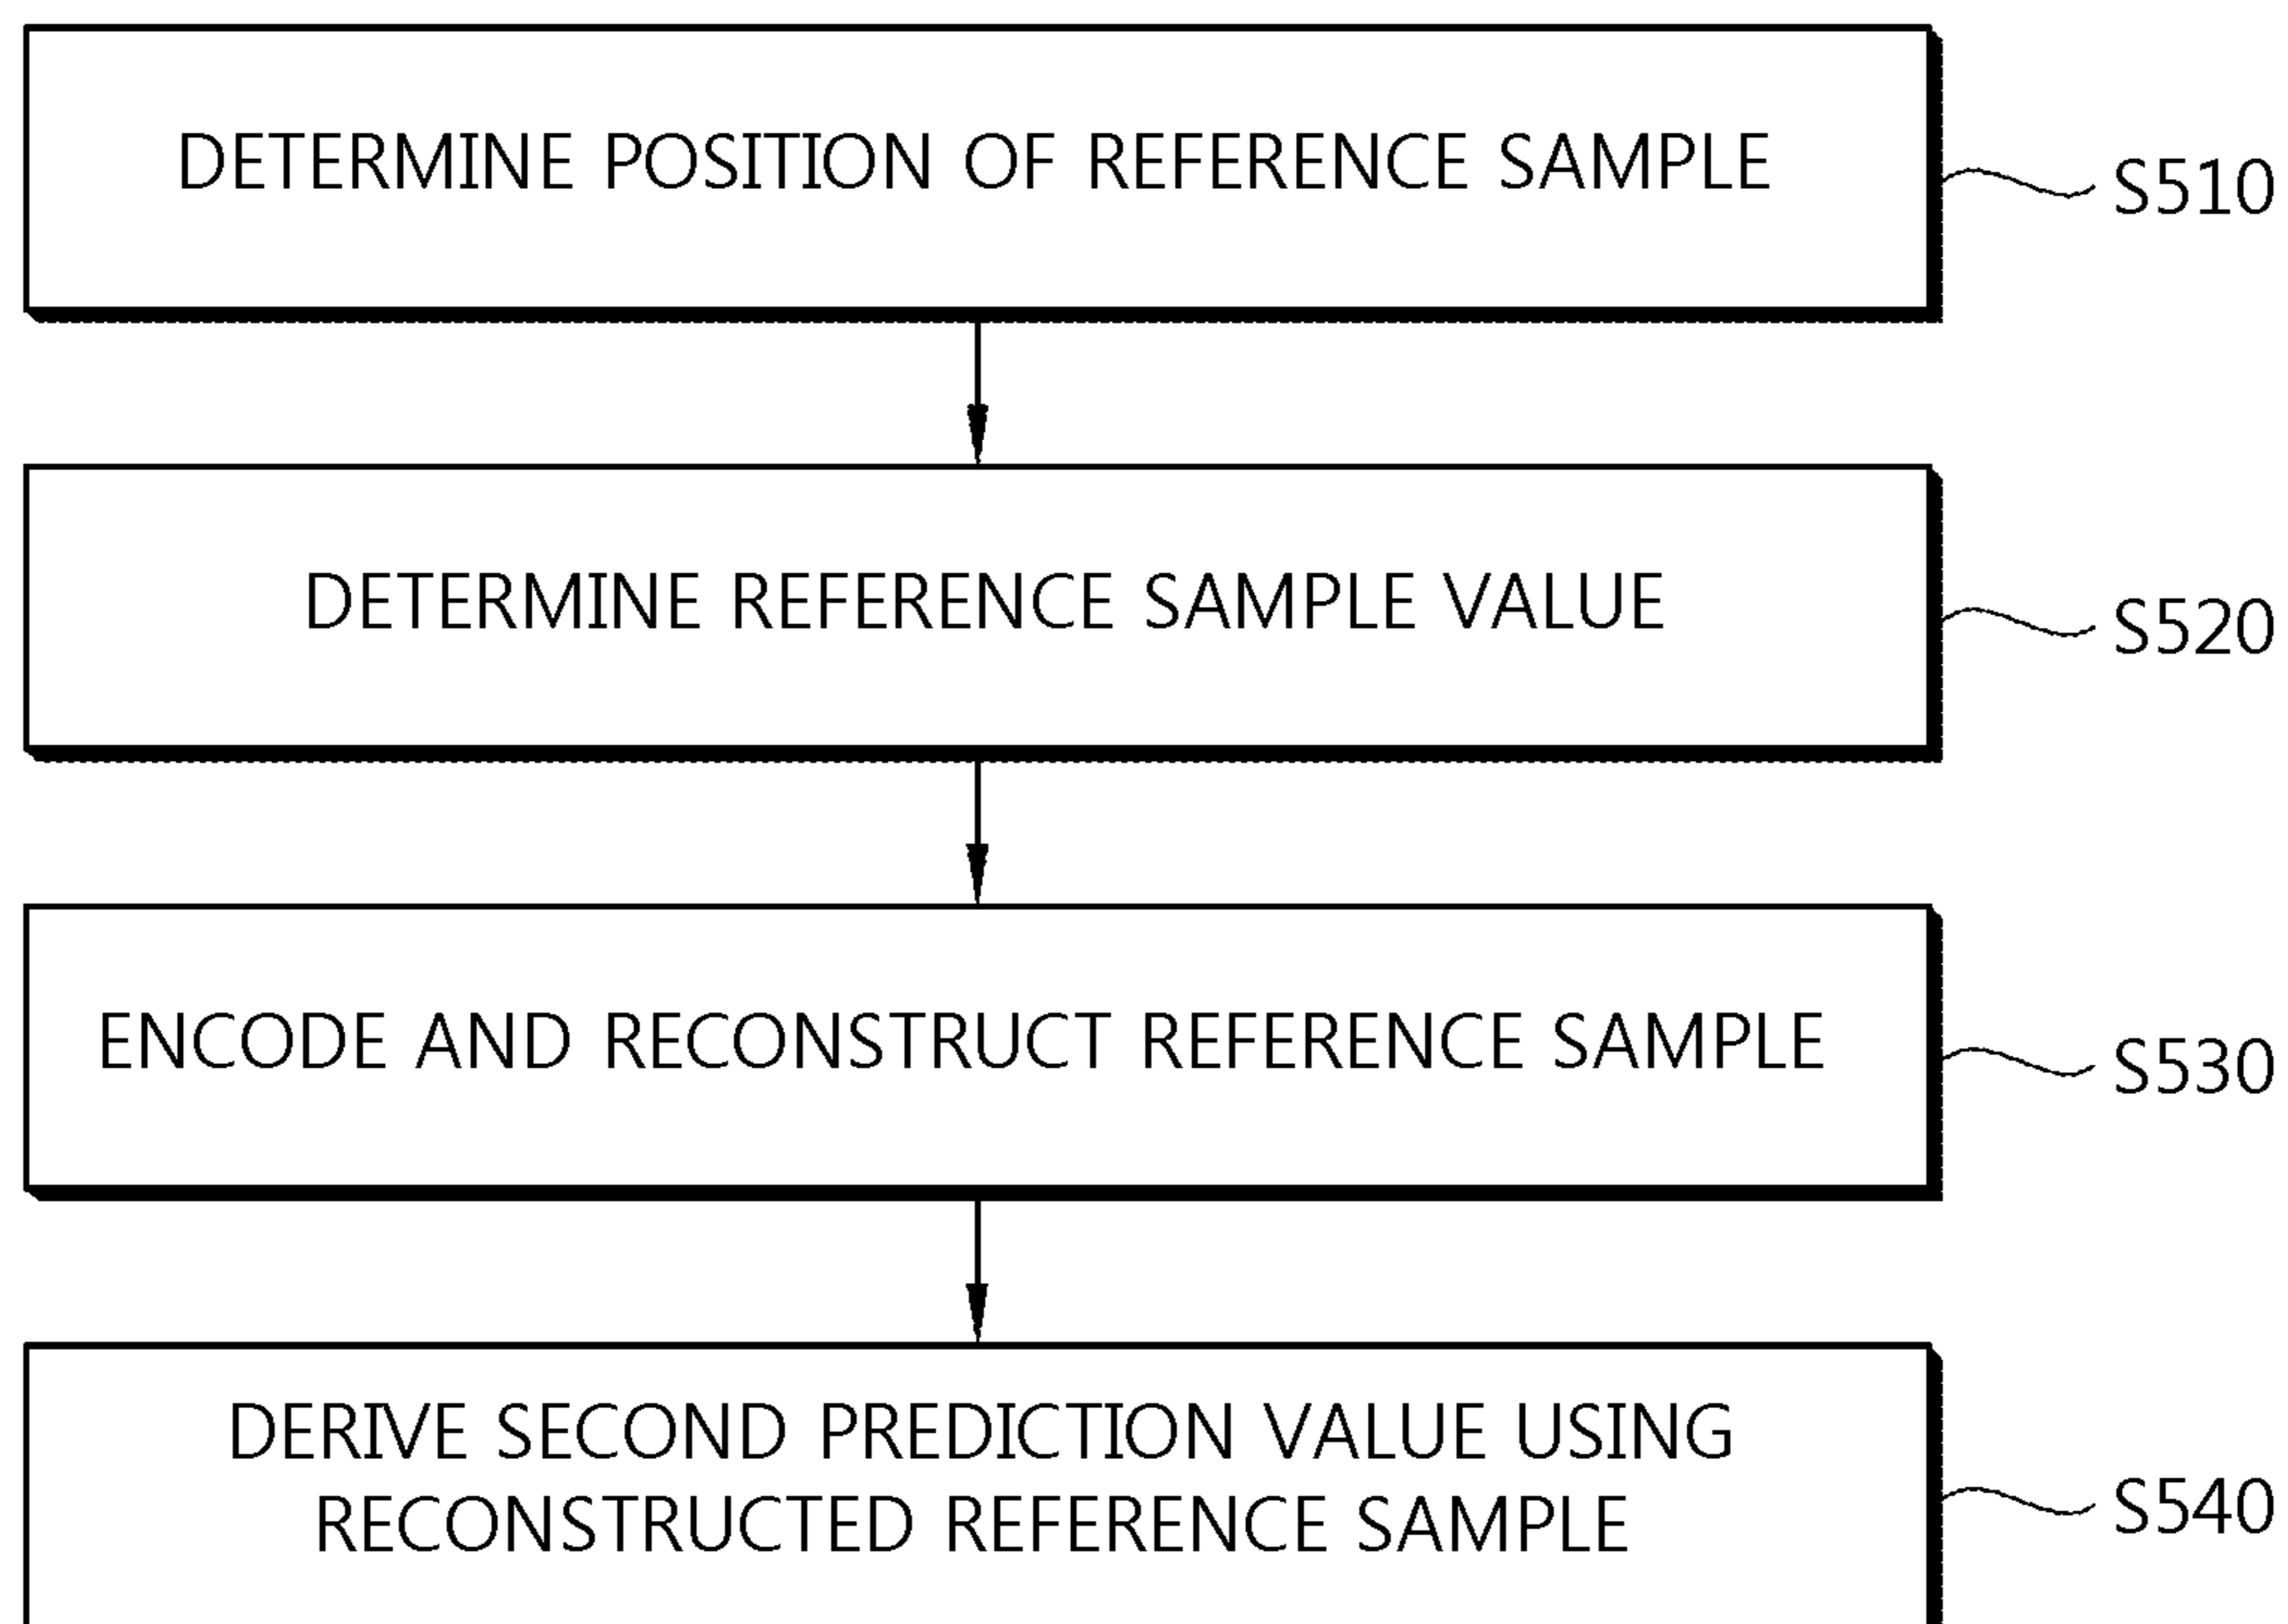 DETERMINE POSITION OF REFERENCE SAMPLE
S510
DETERMINE REFERENCE SAMPLE VALUE
S520
ENCODE AND RECONSTRUCT REFERENCE SAMPLE
S530
DERIVE SECOND PREDICTION VALUE USING
RECONSTRUCTED REFERENCE SAMPLE
S540